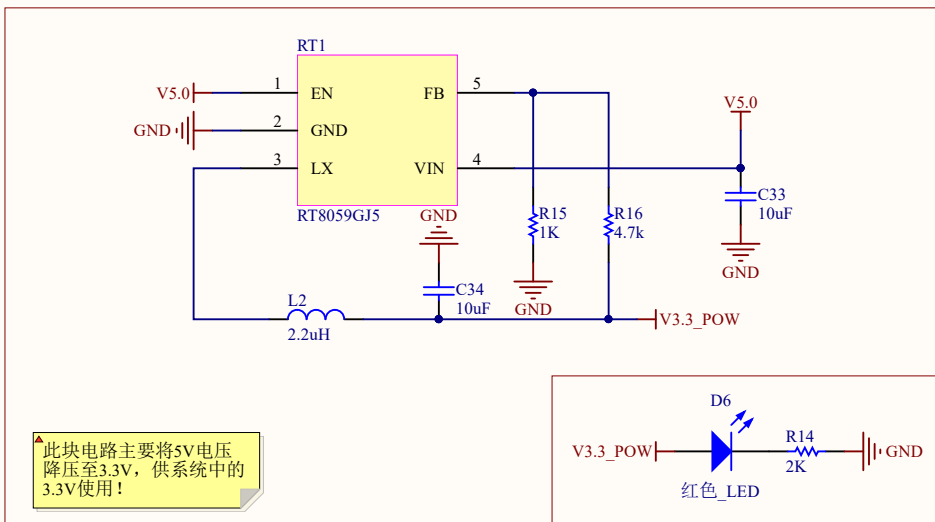 RT1
V5.0
1
EN
FB
5
GND
2
GND
V5.0
3
LX
VIN
4
RT8059GJ5
GND
R15
1K
R16
4.7k
C33
10uF
GND
C34
10uF
GND
L2
2.2uH
V3.3_POW
此块电路主要将5V电压
降压至3.3V，供系统中的
3.3V使用！
D6
V3.3_POW
R14
2K
GND
红色_LED